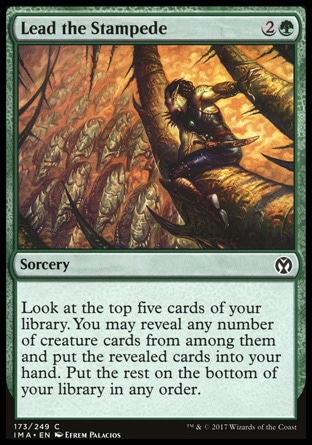 Lead the Stampede 2
Sorcery
Look at the top five cards of your
library. You may reveal any number
of creature cards from among them
and put the revealed cards into your
hand. Put the rest on the bottom of
your library in any order.
173/249 C
IMA • EN Efrem Palacios ™ & © 2017 Wizards of the Coast